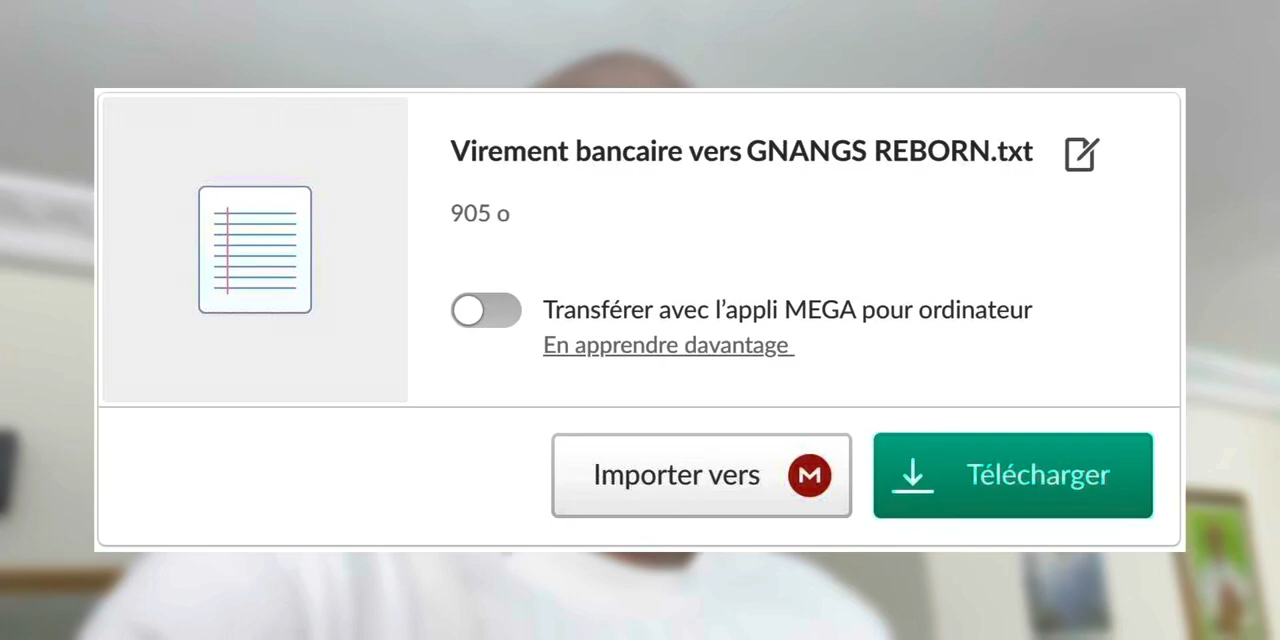 Virement bancaire vers GNANGS REBORN.txt
905 o
Transférer avec l’appli MEGA pour ordinateur
En apprendre davantage
Importer vers M
Télécharger